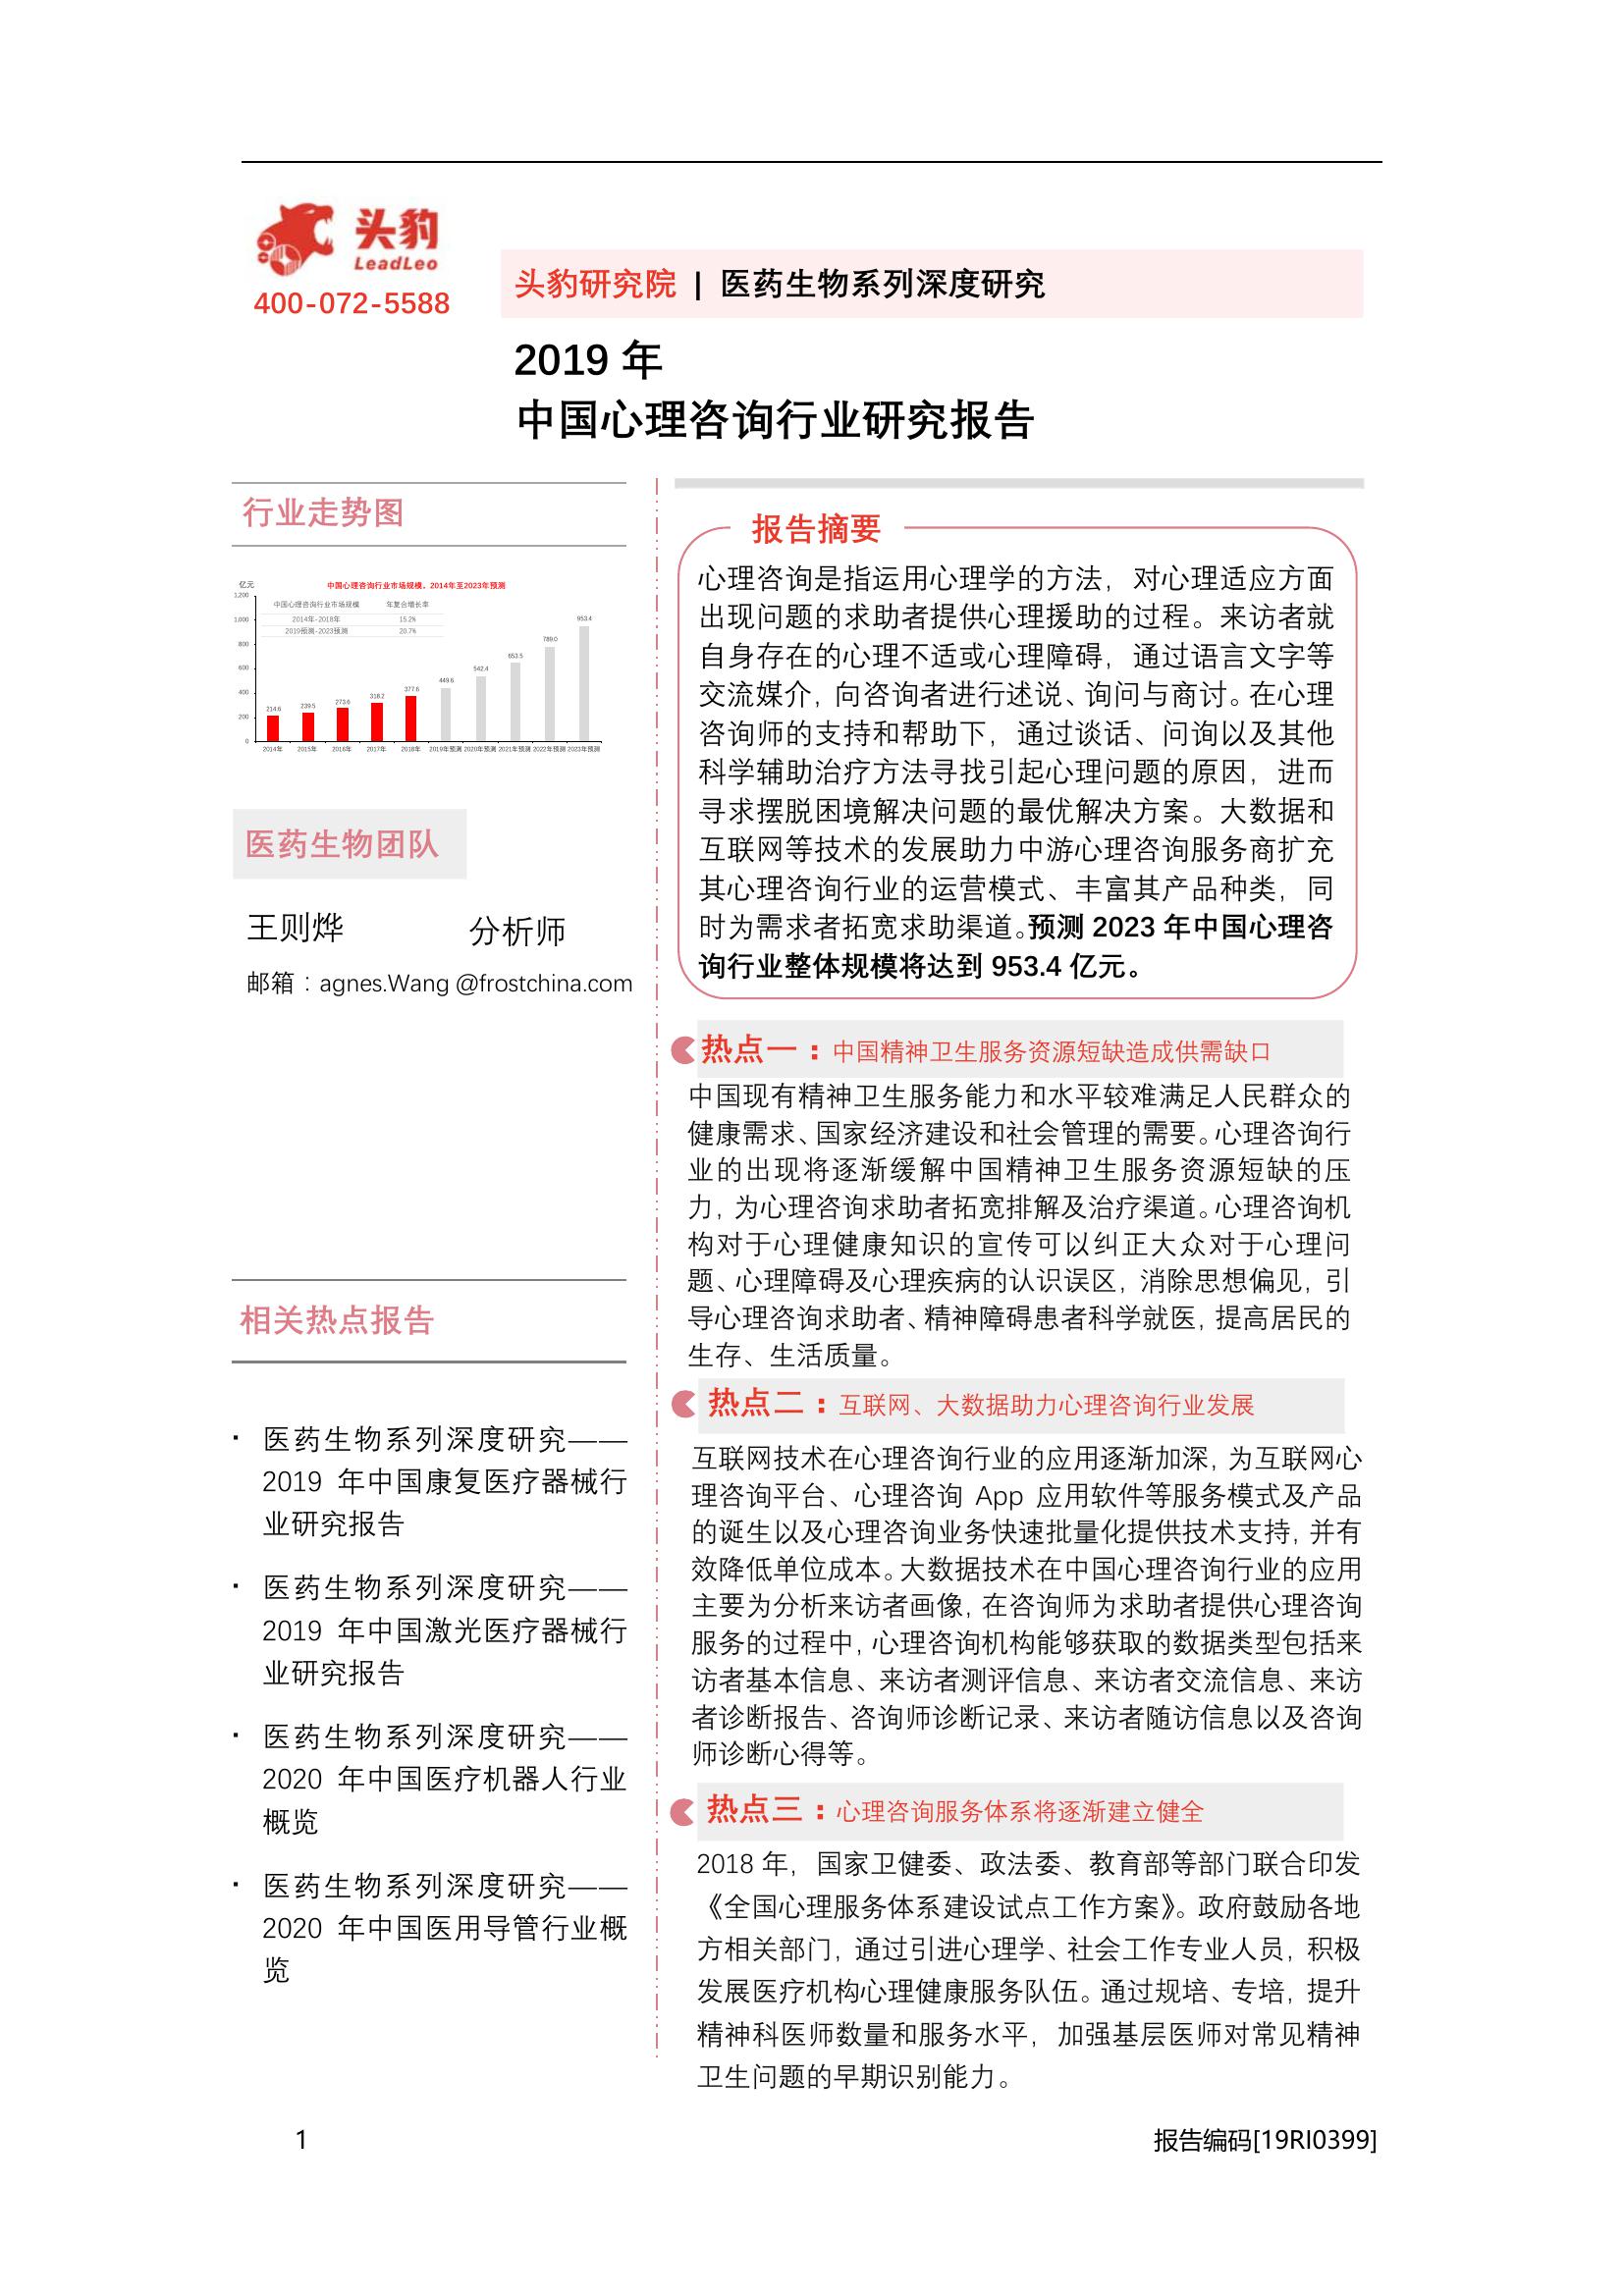 头豹
LeadLeo
400-072-5588
头豹研究院 | 医药生物系列深度研究
2019 年
中国心理咨询行业研究报告
行业走势图
亿元
中国心理咨询行业市场规模，2014年至2023年预测
中国心理咨询行业市场规模 年复合增长率
2014年-2018年 15.2%
2019预测-2023预测 20.7%
1,200
1,000
800
600
400
200
0
214.6
239.5
273.6
318.2
377.6
449.6
542.4
653.5
789.0
953.4
2014年 2015年 2016年 2017年 2018年 2019年预测 2020年预测 2021年预测 2022年预测 2023年预测
医药生物团队
王则烨 分析师
邮箱：agnes.Wang @frostchina.com
相关热点报告
· 医药生物系列深度研究——
2019 年中国康复医疗器械行
业研究报告
· 医药生物系列深度研究——
2019 年中国激光医疗器械行
业研究报告
· 医药生物系列深度研究——
2020 年中国医疗机器人行业
概览
· 医药生物系列深度研究——
2020 年中国医用导管行业概
览
报告摘要
心理咨询是指运用心理学的方法，对心理适应方面
出现问题的求助者提供心理援助的过程。来访者就
自身存在的心理不适或心理障碍，通过语言文字等
交流媒介，向咨询者进行述说、询问与商讨。在心理
咨询师的支持和帮助下，通过谈话、问询以及其他
科学辅助治疗方法寻找引起心理问题的原因，进而
寻求摆脱困境解决问题的最优解决方案。大数据和
互联网等技术的发展助力中游心理咨询服务商扩充
其心理咨询行业的运营模式、丰富其产品种类，同
时为需求者拓宽求助渠道。预测 2023 年中国心理咨
询行业整体规模将达到 953.4 亿元。
热点一：中国精神卫生服务资源短缺造成供需缺口
中国现有精神卫生服务能力和水平较难满足人民群众的
健康需求、国家经济建设和社会管理的需要。心理咨询行
业的出现将逐渐缓解中国精神卫生服务资源短缺的压
力，为心理咨询求助者拓宽排解及治疗渠道。心理咨询机
构对于心理健康知识的宣传可以纠正大众对于心理问
题、心理障碍及心理疾病的认识误区，消除思想偏见，引
导心理咨询求助者、精神障碍患者科学就医，提高居民的
生存、生活质量。
热点二：互联网、大数据助力心理咨询行业发展
互联网技术在心理咨询行业的应用逐渐加深，为互联网心
理咨询平台、心理咨询 App 应用软件等服务模式及产品
的诞生以及心理咨询业务快速批量化提供技术支持，并有
效降低单位成本。大数据技术在中国心理咨询行业的应用
主要为分析来访者画像，在咨询师为求助者提供心理咨询
服务的过程中，心理咨询机构能够获取的数据类型包括来
访者基本信息、来访者测评信息、来访者交流信息、来访
者诊断报告、咨询师诊断记录、来访者随访信息以及咨询
师诊断心得等。
热点三：心理咨询服务体系将逐渐建立健全
2018 年，国家卫健委、政法委、教育部等部门联合印发
《全国心理服务体系建设试点工作方案》。政府鼓励各地
方相关部门，通过引进心理学、社会工作专业人员，积极
发展医疗机构心理健康服务队伍。通过规培、专培，提升
精神科医师数量和服务水平，加强基层医师对常见精神
卫生问题的早期识别能力。
1
报告编码[19RI0399]